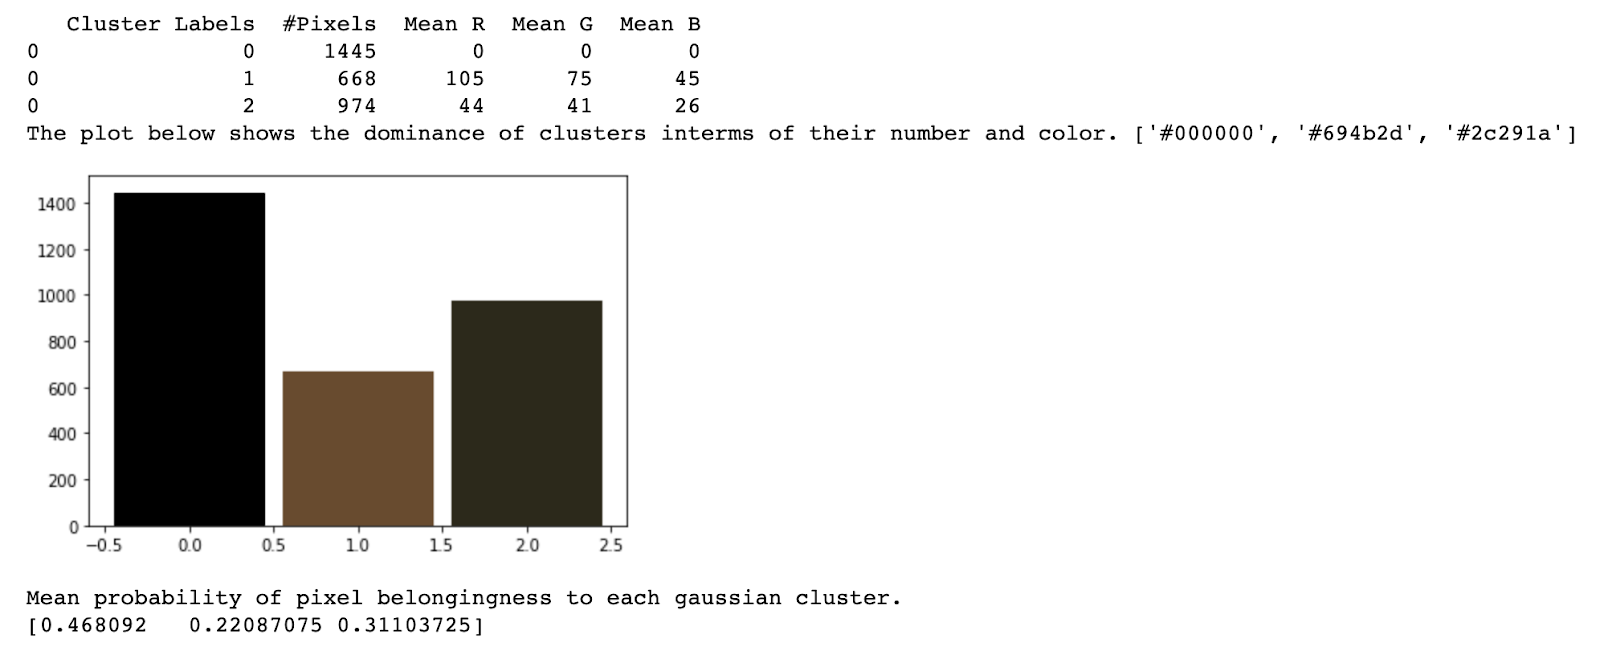 Cluster Labels #Pixels Mean R Mean G Mean B
0 0 1445 0 0 0
0 1 668 105 75 45
0 2 974 44 41 26
The plot below shows the dominance of clusters interms of their number and color. ['#000000', '#694b2d', '#2c291a']
1400
1200
1000
800
600
400
200
0
−0.5 0.0 0.5 1.0 1.5 2.0 2.5
Mean probability of pixel belongingness to each gaussian cluster.
[0.468092 0.22087075 0.31103725]